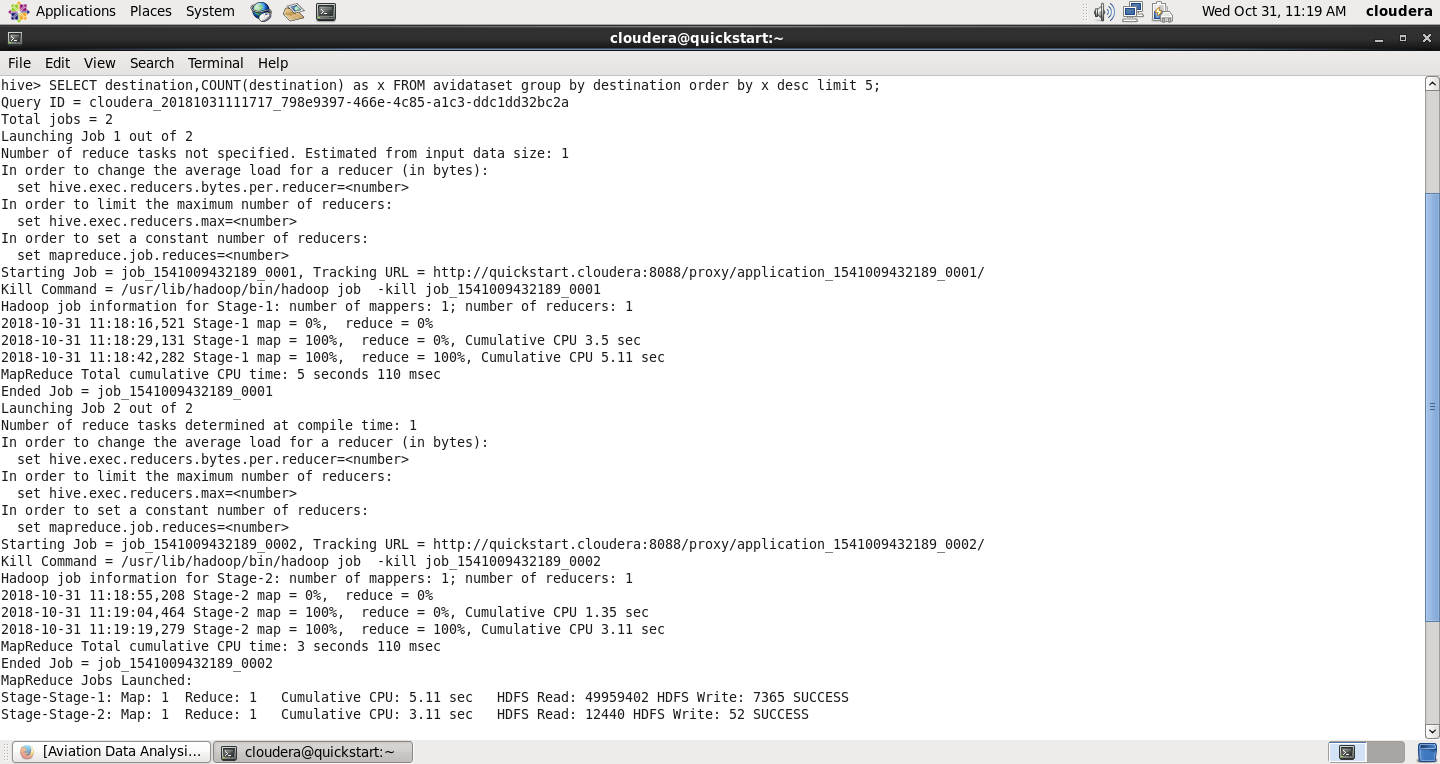 Applications Places System Wed Oct 31, 11:19 AM cloudera
cloudera@quickstart:~
File Edit View Search Terminal Help
hive> SELECT destination,COUNT(destination) as x FROM avidataset group by destination order by x desc limit 5;
Query ID = cloudera_20181031111717_798e9397-466e-4c85-a1c3-ddc1dd32bc2a
Total jobs = 2
Launching Job 1 out of 2
Number of reduce tasks not specified. Estimated from input data size: 1
In order to change the average load for a reducer (in bytes):
  set hive.exec.reducers.bytes.per.reducer=<number>
In order to limit the maximum number of reducers:
  set hive.exec.reducers.max=<number>
In order to set a constant number of reducers:
  set mapreduce.job.reduces=<number>
Starting Job = job_1541009432189_0001, Tracking URL = http://quickstart.cloudera:8088/proxy/application_1541009432189_0001/
Kill Command = /usr/lib/hadoop/bin/hadoop job  -kill job_1541009432189_0001
Hadoop job information for Stage-1: number of mappers: 1; number of reducers: 1
2018-10-31 11:18:16,521 Stage-1 map = 0%,  reduce = 0%
2018-10-31 11:18:29,131 Stage-1 map = 100%,  reduce = 0%, Cumulative CPU 3.5 sec
2018-10-31 11:18:42,282 Stage-1 map = 100%,  reduce = 100%, Cumulative CPU 5.11 sec
MapReduce Total cumulative CPU time: 5 seconds 110 msec
Ended Job = job_1541009432189_0001
Launching Job 2 out of 2
Number of reduce tasks determined at compile time: 1
In order to change the average load for a reducer (in bytes):
  set hive.exec.reducers.bytes.per.reducer=<number>
In order to limit the maximum number of reducers:
  set hive.exec.reducers.max=<number>
In order to set a constant number of reducers:
  set mapreduce.job.reduces=<number>
Starting Job = job_1541009432189_0002, Tracking URL = http://quickstart.cloudera:8088/proxy/application_1541009432189_0002/
Kill Command = /usr/lib/hadoop/bin/hadoop job  -kill job_1541009432189_0002
Hadoop job information for Stage-2: number of mappers: 1; number of reducers: 1
2018-10-31 11:18:55,208 Stage-2 map = 0%,  reduce = 0%
2018-10-31 11:19:04,464 Stage-2 map = 100%,  reduce = 0%, Cumulative CPU 1.35 sec
2018-10-31 11:19:19,279 Stage-2 map = 100%,  reduce = 100%, Cumulative CPU 3.11 sec
MapReduce Total cumulative CPU time: 3 seconds 110 msec
Ended Job = job_1541009432189_0002
MapReduce Jobs Launched:
Stage-Stage-1: Map: 1  Reduce: 1   Cumulative CPU: 5.11 sec   HDFS Read: 49959402 HDFS Write: 7365 SUCCESS
Stage-Stage-2: Map: 1  Reduce: 1   Cumulative CPU: 3.11 sec   HDFS Read: 12440 HDFS Write: 52 SUCCESS
[Aviation Data Analysi... cloudera@quickstart:~